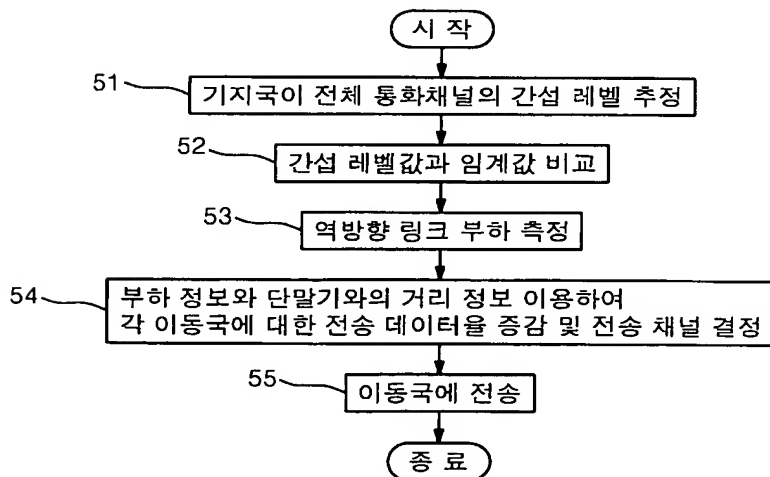 시 작
51
기지국이 전체 통화채널의 간섭 레벨 추정
52
간섭 레벨값과 임계값 비교
53
역방향 링크 부하 측정
54
부하 정보와 단말기와의 거리 정보 이용하여
각 이동국에 대한 전송 데이터율 증감 및 전송 채널 결정
55
이동국에 전송
종 료